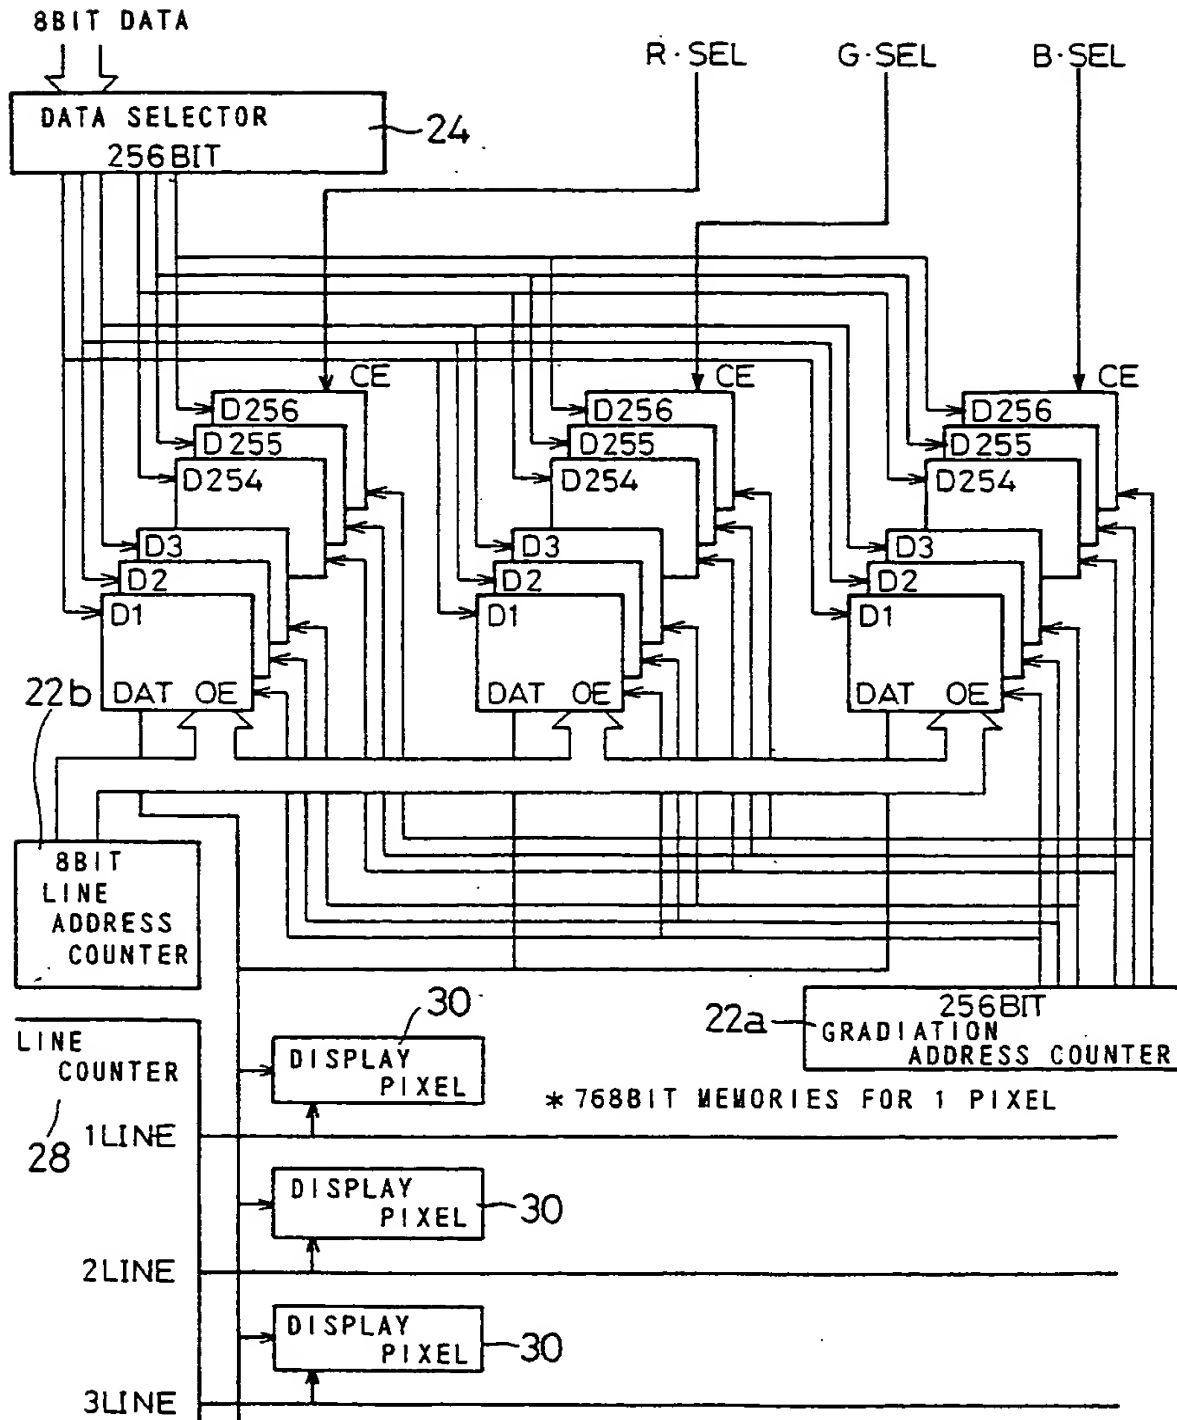 8BIT DATA
R·SEL
G·SEL
B·SEL
DATA SELECTOR
256BIT
24
CE
CE
D256
D255
D254
D3
D2
D1
DAT OE
D256
D255
D254
D3
D2
D1
DAT OE
D256
D255
D254
D3
D2
D1
DAT OE
22b
8BIT
LINE
ADDRESS
COUNTER
22a
256BIT
GRADIATION
ADDRESS COUNTER
LINE
COUNTER
28
30
DISPLAY
PIXEL
* 768BIT MEMORIES FOR 1 PIXEL
1LINE
DISPLAY
PIXEL
30
2LINE
DISPLAY
PIXEL
30
3LINE